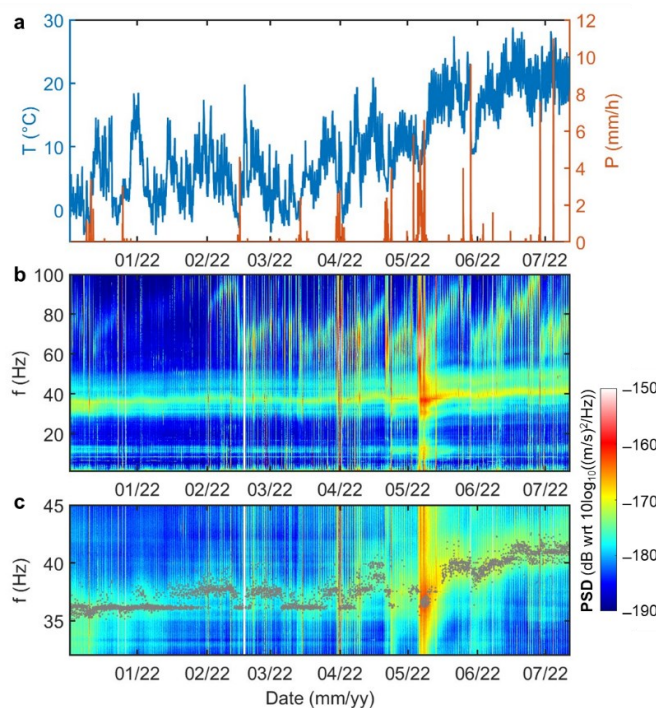 a
30
20
10
0
T (°C)
12
10
8
6
4
2
0
P (mm/h)
01/22 02/22 03/22 04/22 05/22 06/22 07/22
b
100
80
60
40
20
f (Hz)
01/22 02/22 03/22 04/22 05/22 06/22 07/22
c
45
40
35
f (Hz)
01/22 02/22 03/22 04/22 05/22 06/22 07/22
Date (mm/yy)
−150
−160
−170
−180
−190
PSD (dB wrt 10log10((m/s)²/Hz))